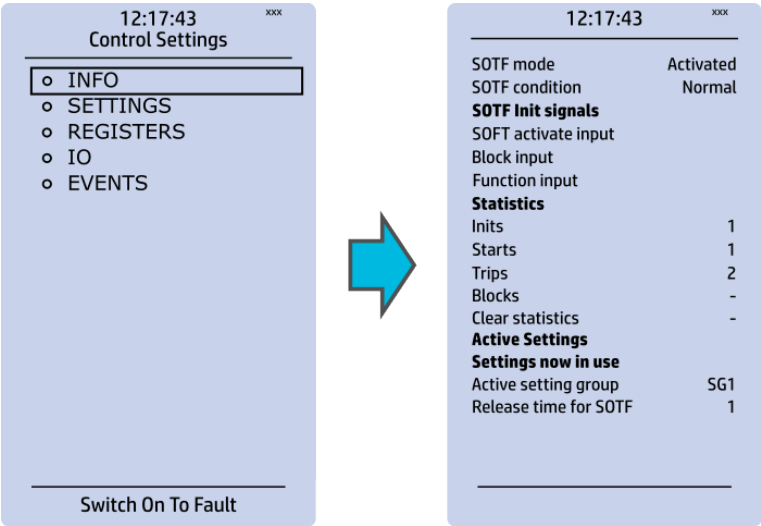 12:17:43 xxx
Control Settings
INFO
SETTINGS
REGISTERS
IO
EVENTS
Switch On To Fault
12:17:43 xxx
SOTF mode Activated
SOTF condition Normal
SOTF Init signals
SOFT activate input
Block input
Function input
Statistics
Inits 1
Starts 1
Trips 2
Blocks -
Clear statistics -
Active Settings
Settings now in use
Active setting group SG1
Release time for SOTF 1